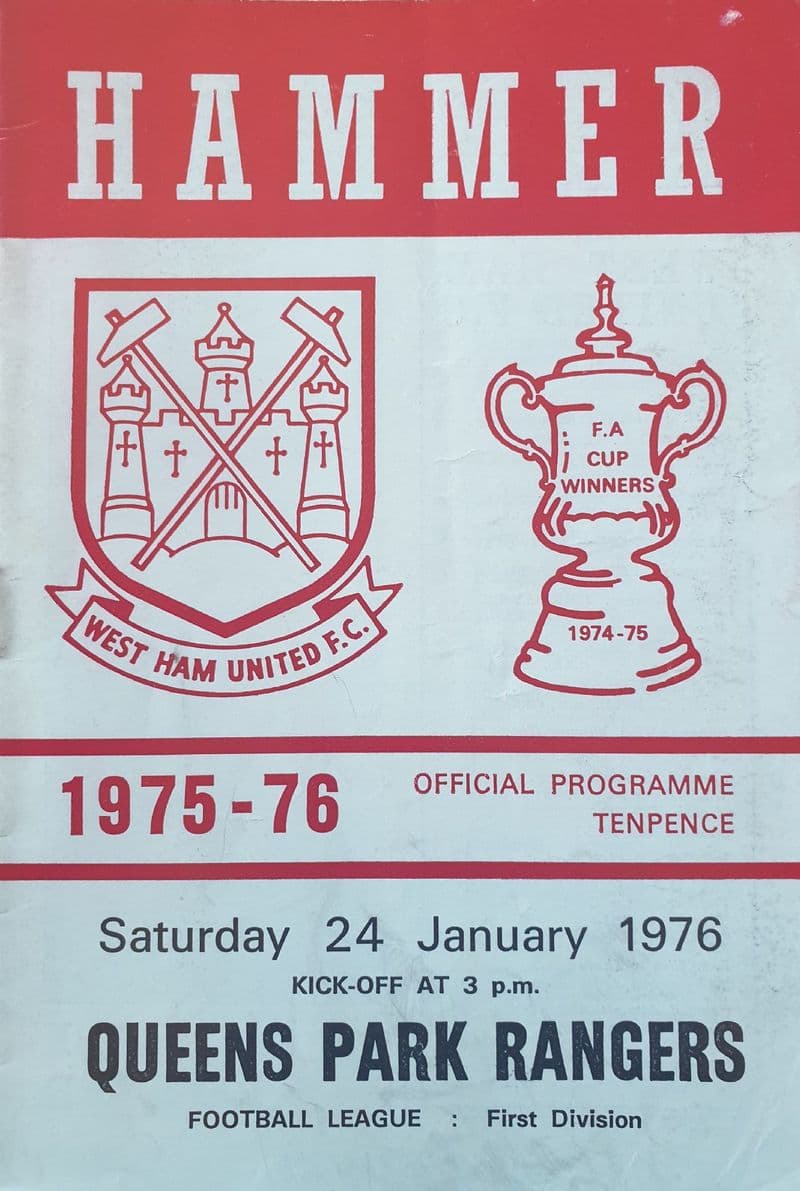 HAMMER
WEST HAM UNITED F.C.
F.A
CUP
WINNERS
1974-75
1975-76
OFFICIAL PROGRAMME
TENPENCE
Saturday 24 January 1976
KICK-OFF AT 3 p.m.
QUEENS PARK RANGERS
FOOTBALL LEAGUE : First Division